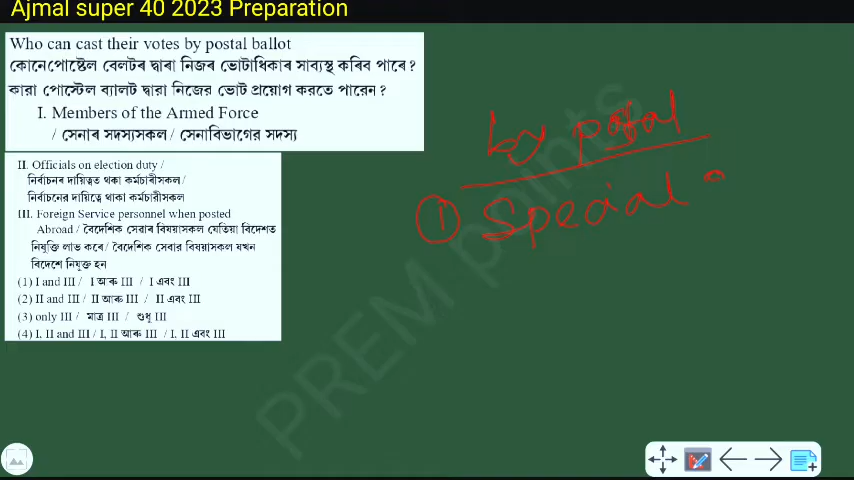 Ajmal super 40 2023 Preparation
Who can cast their votes by postal ballot
কোনেপোষ্টেল বেলটৰ দ্বাৰা নিজৰ ভোটাধিকাৰ সাব্যস্থ কৰিব পাৰে?
কারা পোস্টেল ব্যালট দ্বারা নিজের ভোট প্রয়োগ করতে পারেন?
I. Members of the Armed Force
/ সেনাৰ সদস্যসকল / সেনাবিভাগের সদস্য
II. Officials on election duty /
নিৰ্বাচনৰ দায়িত্বত থকা কৰ্মচাৰীসকল/
নির্বাচনের দায়িত্বে থাকা কর্মচারীসকল
III. Foreign Service personnel when posted
Abroad / বৈদেশিক সেৱাৰ বিষয়াসকল যেতিয়া বিদেশত
নিযুক্তি লাভ কৰে/ বৈদেশিক সেবার বিষয়াসকল যখন
বিদেশে নিযুক্ত হন
(1) I and III / I আৰু III / I এবং III
(2) II and III / II আৰু III / II এবং III
(3) only III / মাত্ৰ III / শুধু III
(4) I, II and III / I, II আৰু III / I, II এবং III
by postal
① Special
PREM points